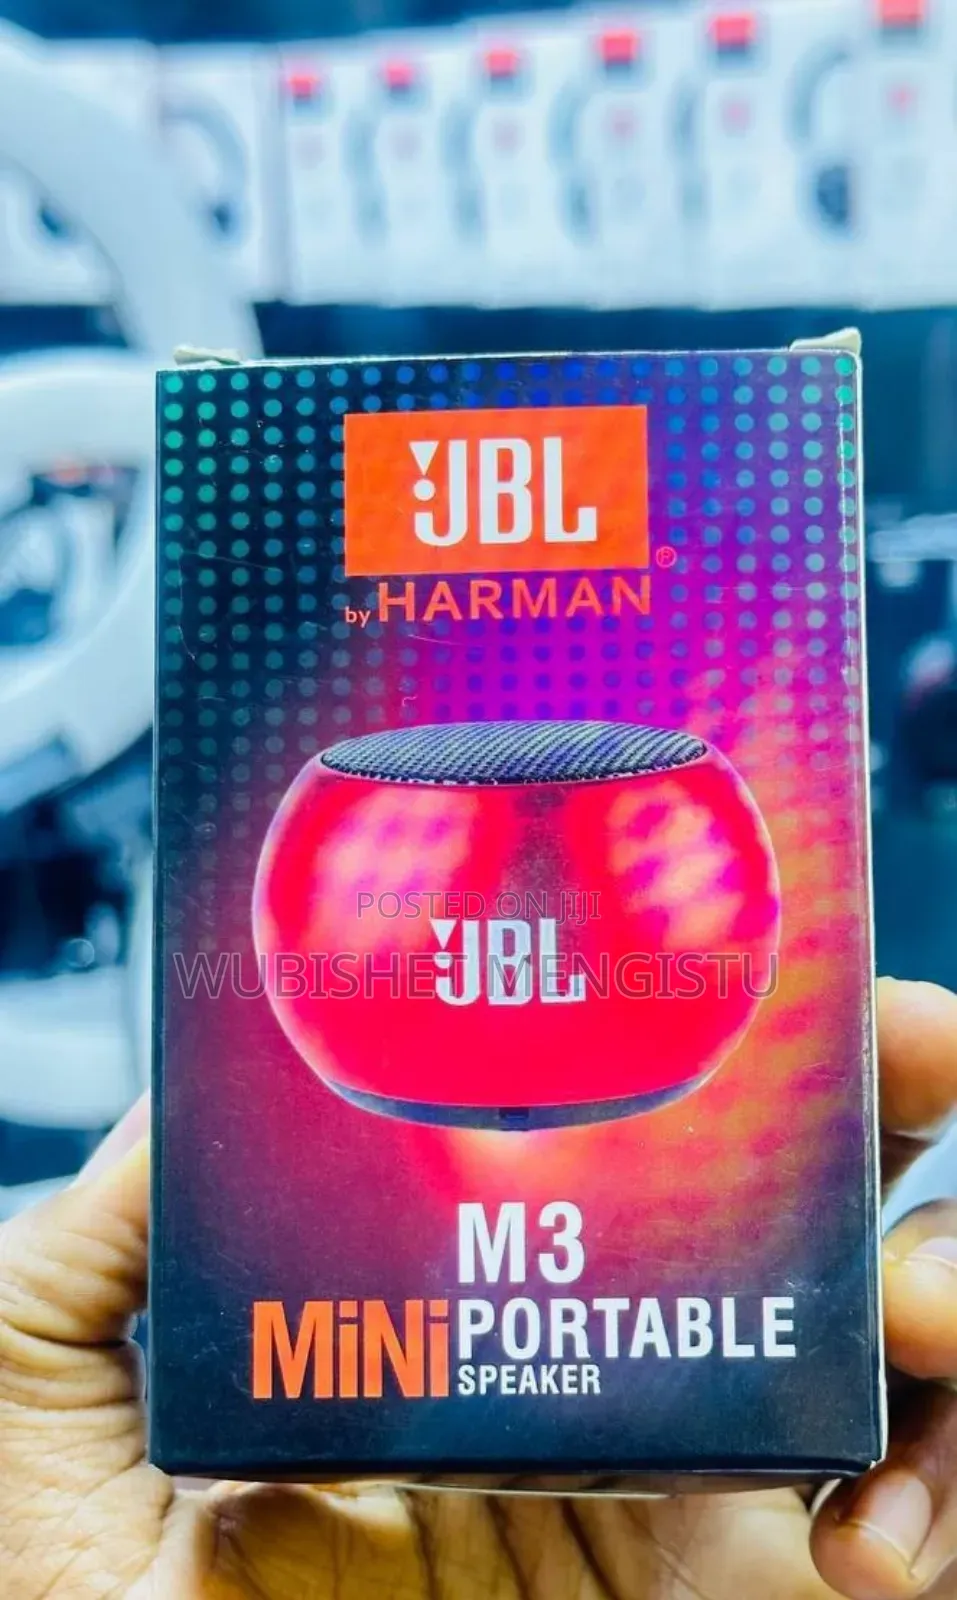 JBL
®
by HARMAN
POSTED ON JIJI
JBL
WUBISHET MENGISTU
M3
MiNi PORTABLE
SPEAKER